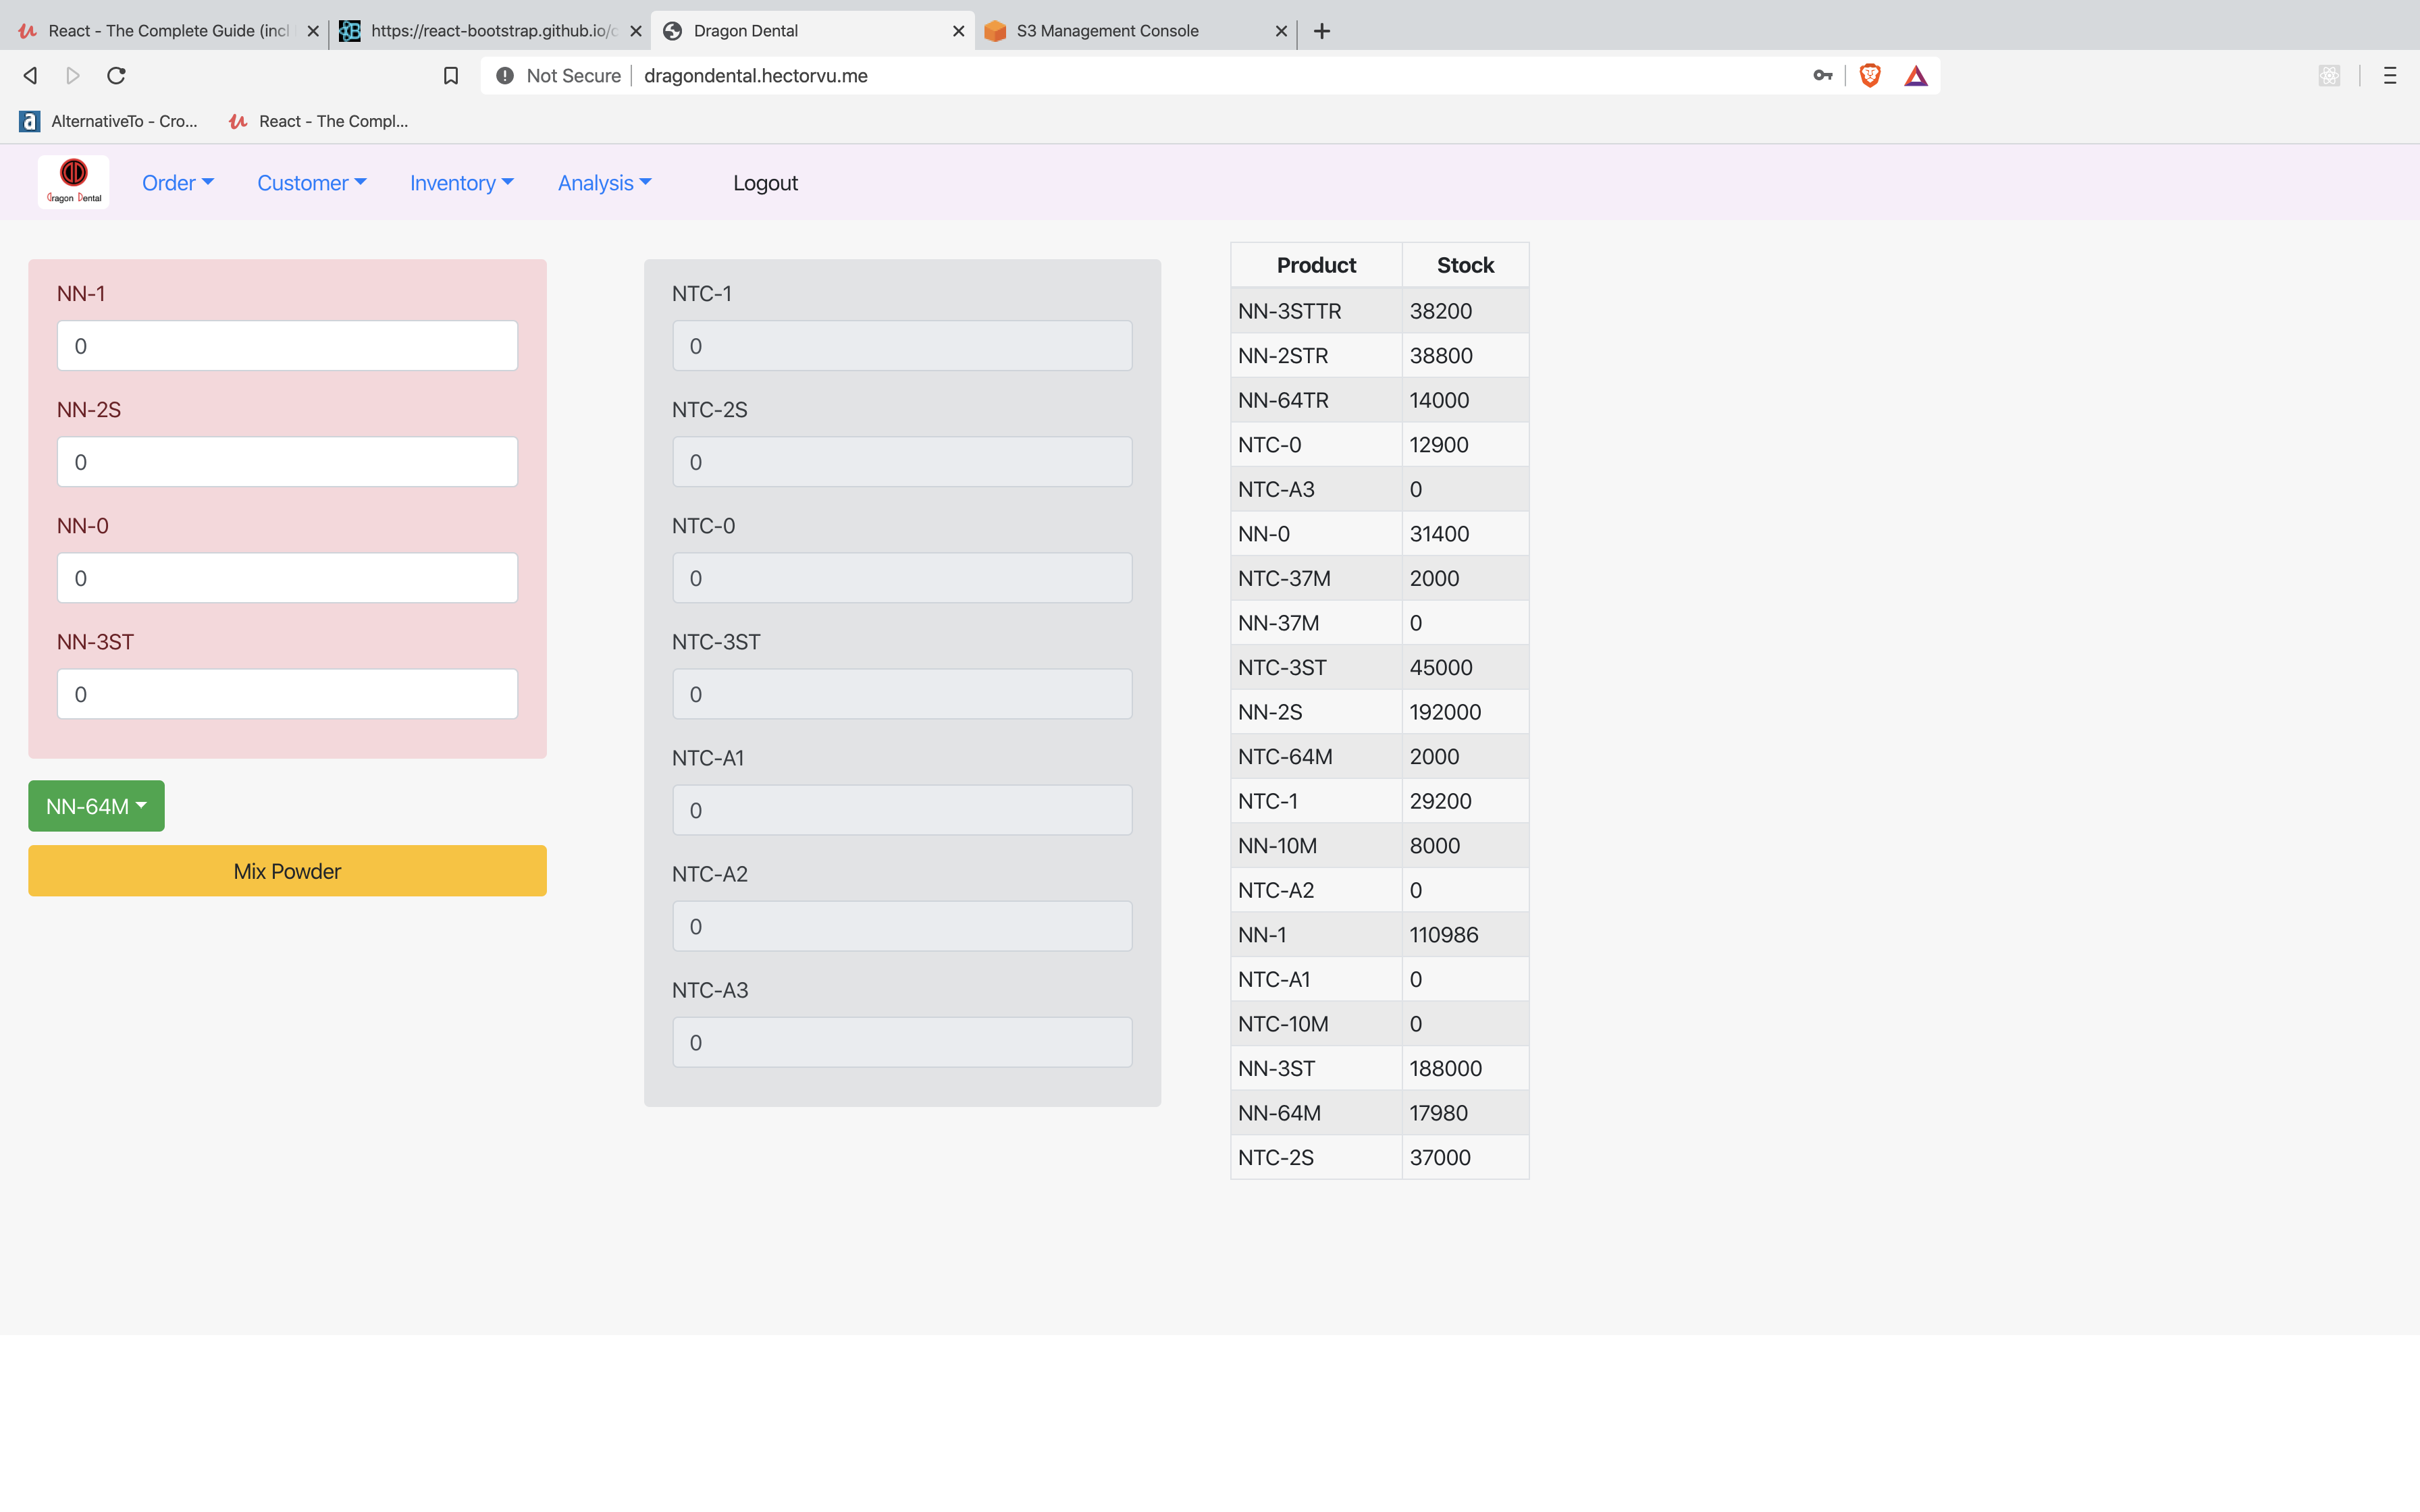 React - The Complete Guide (incl
https://react-bootstrap.github.io/c
Dragon Dental
S3 Management Console
Not Secure
dragondental.hectorvu.me
AlternativeTo - Cro...
React - The Compl...
Dragon Dental
Order
Customer
Inventory
Analysis
Logout
NN-1
0
NN-2S
0
NN-0
0
NN-3ST
0
NN-64M
Mix Powder
NTC-1
0
NTC-2S
0
NTC-0
0
NTC-3ST
0
NTC-A1
0
NTC-A2
0
NTC-A3
0
Product Stock
NN-3STTR 38200
NN-2STR 38800
NN-64TR 14000
NTC-0 12900
NTC-A3 0
NN-0 31400
NTC-37M 2000
NN-37M 0
NTC-3ST 45000
NN-2S 192000
NTC-64M 2000
NTC-1 29200
NN-10M 8000
NTC-A2 0
NN-1 110986
NTC-A1 0
NTC-10M 0
NN-3ST 188000
NN-64M 17980
NTC-2S 37000